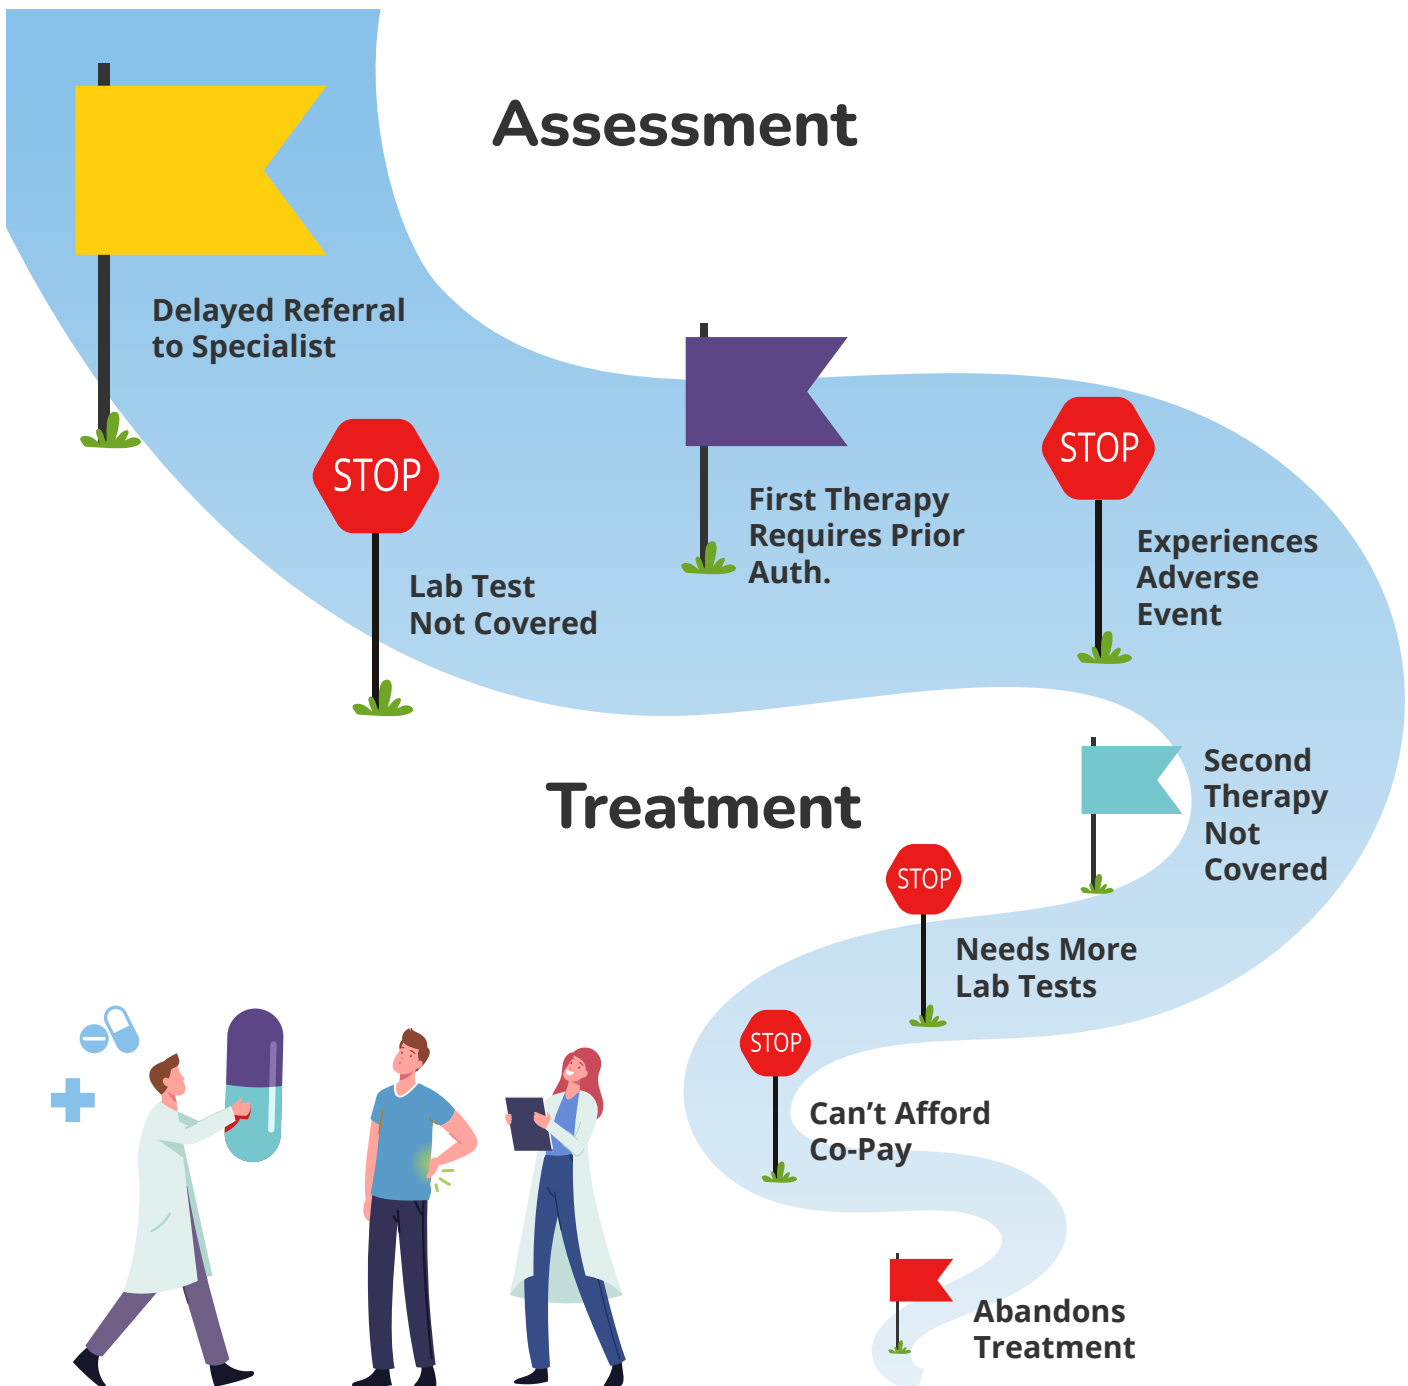 Assessment
Delayed Referral
to Specialist
STOP
Lab Test
Not Covered
First Therapy
Requires Prior
Auth.
STOP
Experiences
Adverse
Event
Treatment
Second
Therapy
Not
Covered
STOP
Needs More
Lab Tests
STOP
Can’t Afford
Co-Pay
Abandons
Treatment